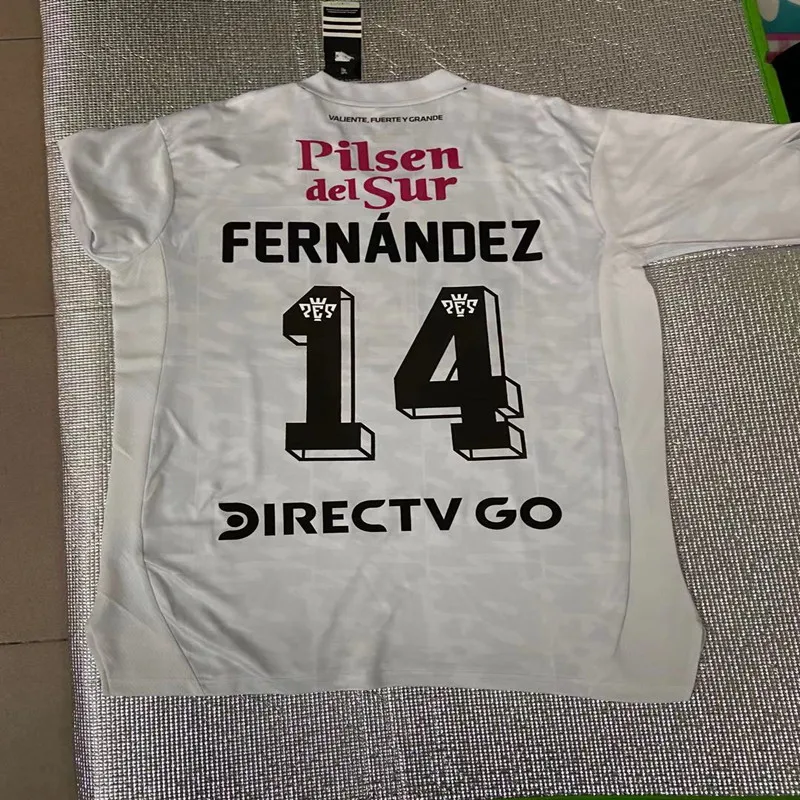 VALIENTE, FUERTE Y GRANDE
Pilsen
del Sur
FERNÁNDEZ
14
DIRECTV GO